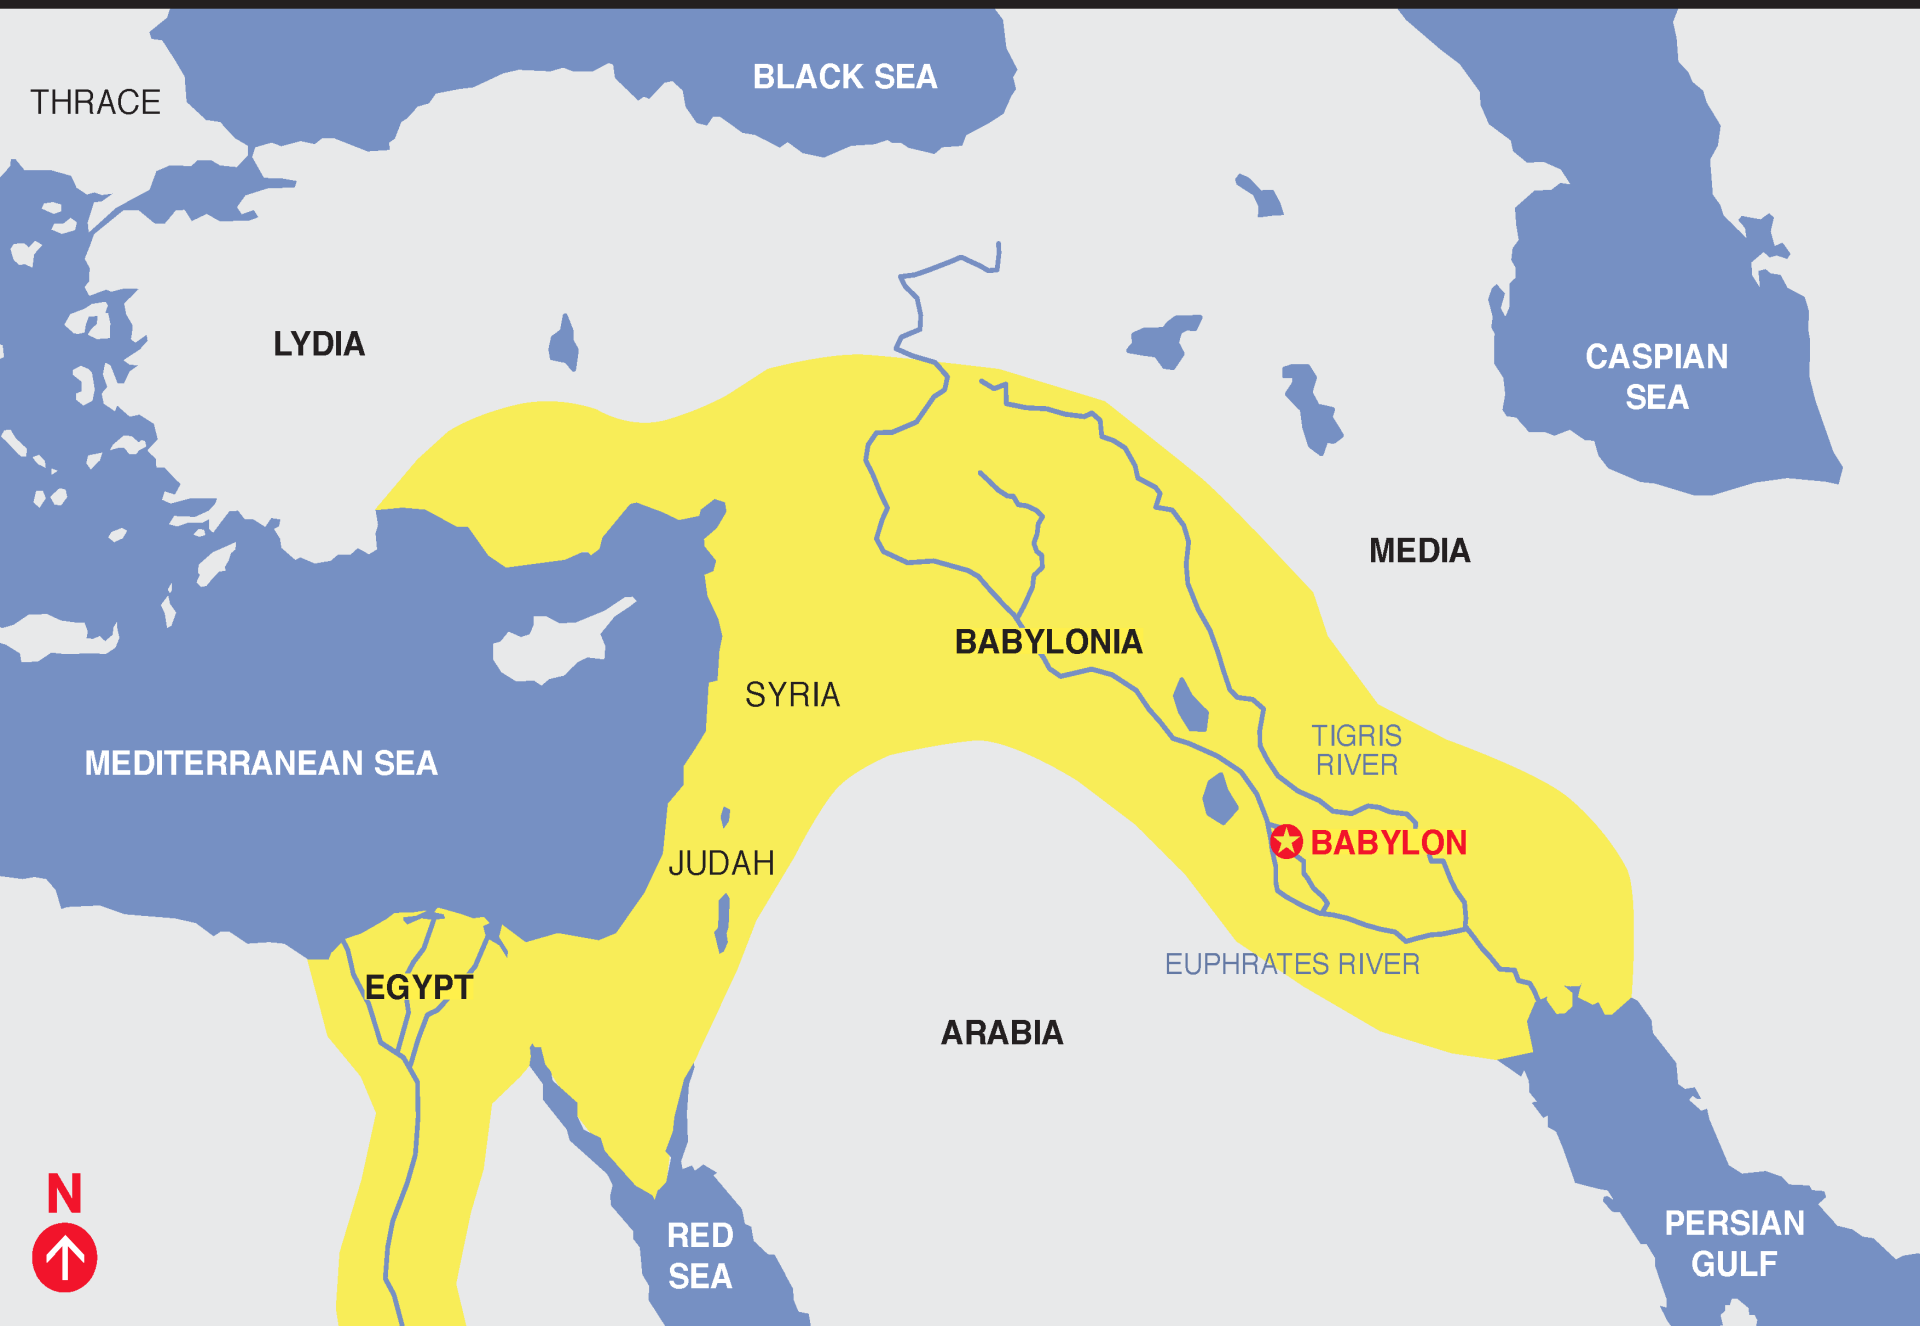 BLACK SEA
THRACE
LYDIA
CASPIAN
SEA
MEDIA
BABYLONIA
SYRIA
TIGRIS
RIVER
MEDITERRANEAN SEA
BABYLON
JUDAH
EUPHRATES RIVER
EGYPT
ARABIA
N
RED
SEA
PERSIAN
GULF